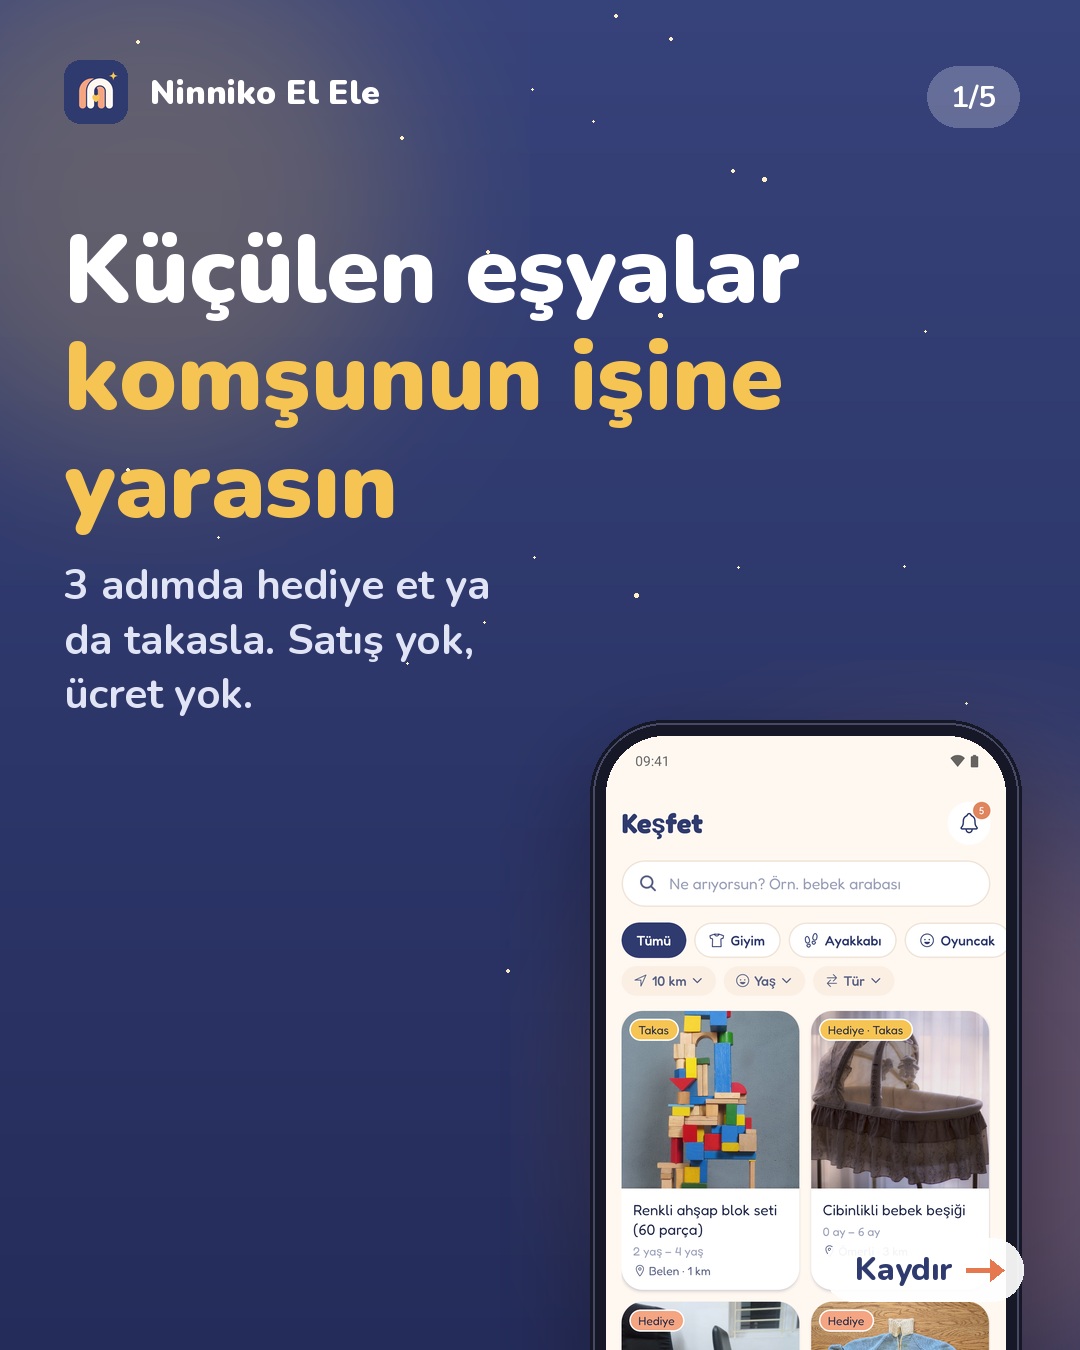 Ninniko El Ele
1/5
Küçülen eşyalar
komşunun işine
yarasın
3 adımda hediye et ya
da takasla. Satış yok,
ücret yok.
09:41
Keşfet
5
Ne arıyorsun? Örn. bebek arabası
Tümü
Giyim
Ayakkabı
Oyuncak
10 km
Yaş
Tür
Takas
Hediye · Takas
Renkli ahşap blok seti
(60 parça)
2 yaş – 4 yaş
Belen · 1 km
Cibinlikli bebek beşiği
0 ay – 6 ay
Kaydır
Hediye
Hediye